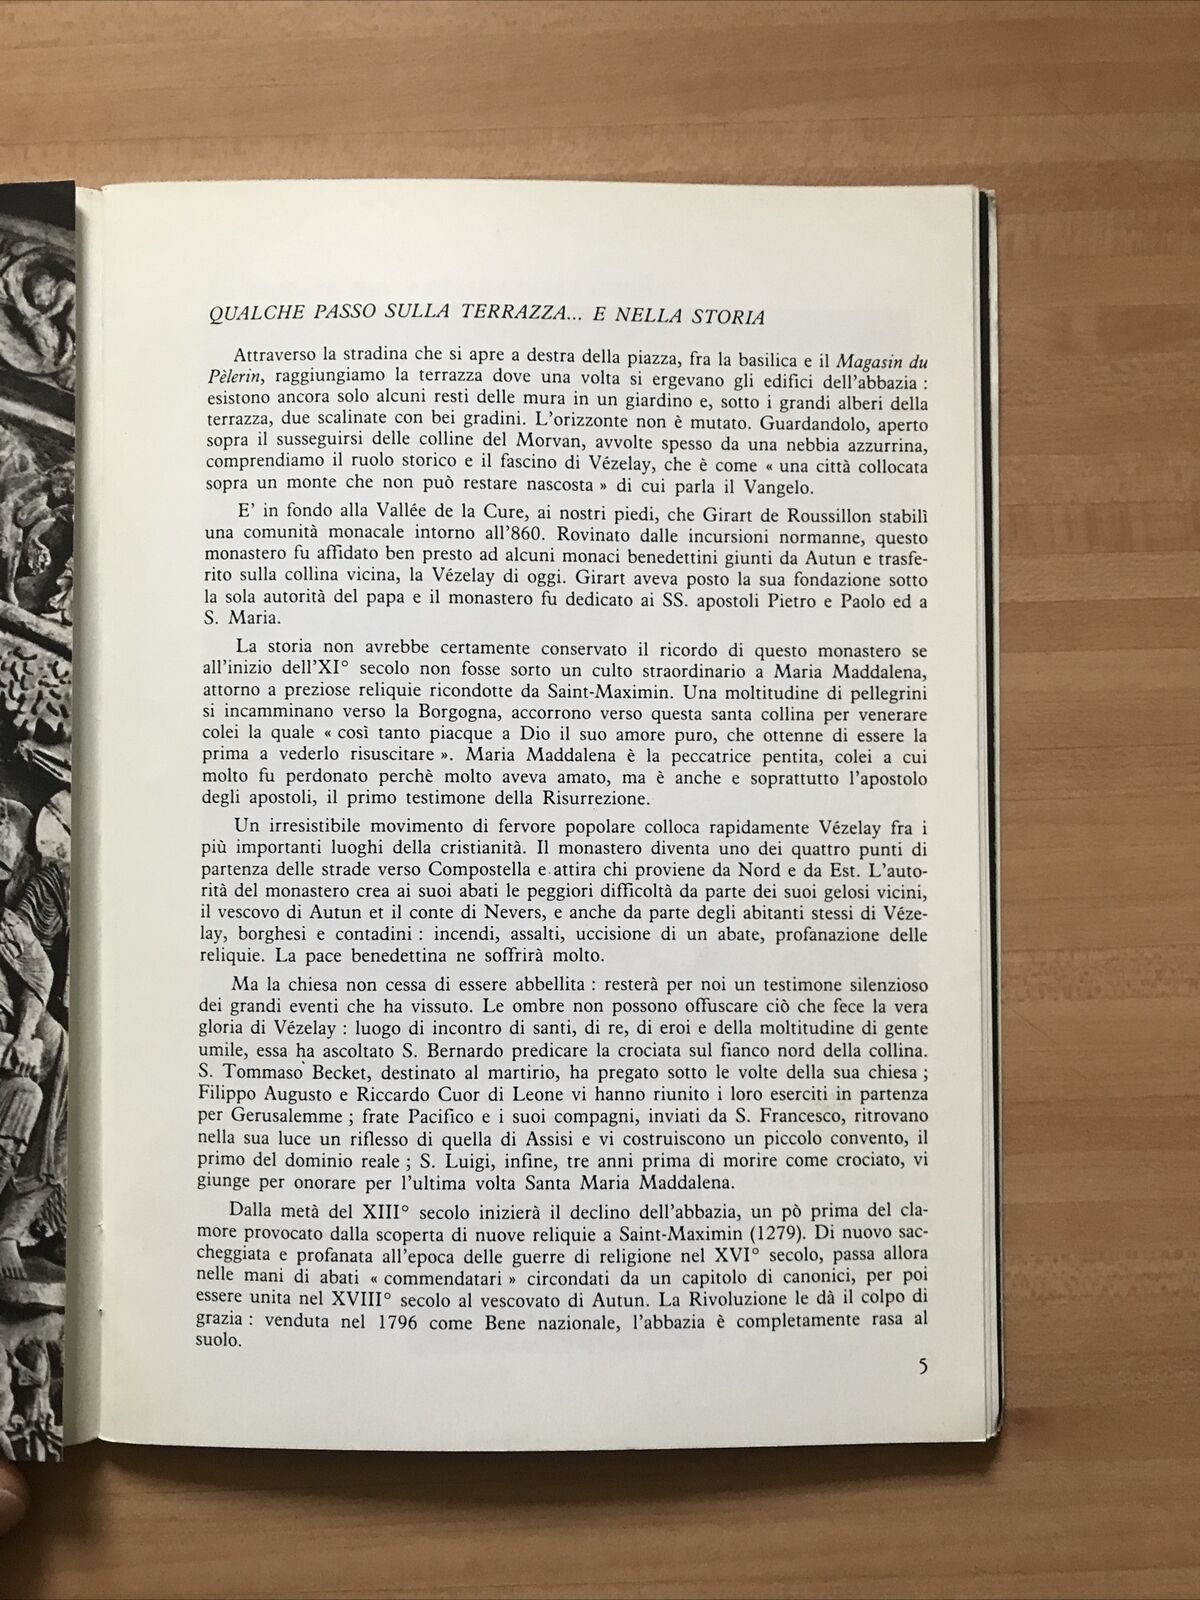 QUALCHE PASSO SULLA TERRAZZA... E NELLA STORIA
Attraverso la stradina che si apre a destra della piazza, fra la basilica e il Magasin du
Pèlerin, raggiungiamo la terrazza dove una volta si ergevano gli edifici dell'abbazia :
esistono ancora solo alcuni resti delle mura in un giardino e, sotto i grandi alberi della
terrazza, due scalinate con bei gradini. L'orizzonte non è mutato. Guardandolo, aperto
sopra il susseguirsi delle colline del Morvan, avvolte spesso da una nebbia azzurrina,
comprendiamo il ruolo storico e il fascino di Vézelay, che è come « una città collocata
sopra un monte che non può restare nascosta » di cui parla il Vangelo.
E' in fondo alla Vallée de la Cure, ai nostri piedi, che Girart de Roussillon stabilì
una comunità monacale intorno all'860. Rovinato dalle incursioni normanne, questo
monastero fu affidato ben presto ad alcuni monaci benedettini giunti da Autun e trasfe-
rito sulla collina vicina, la Vézelay di oggi. Girart aveva posto la sua fondazione sotto
la sola autorità del papa e il monastero fu dedicato ai SS. apostoli Pietro e Paolo ed a
S. Maria.
La storia non avrebbe certamente conservato il ricordo di questo monastero se
all'inizio dell'XI° secolo non fosse sorto un culto straordinario a Maria Maddalena,
attorno a preziose reliquie ricondotte da Saint-Maximin. Una moltitudine di pellegrini
si incamminano verso la Borgogna, accorrono verso questa santa collina per venerare
colei la quale « così tanto piacque a Dio il suo amore puro, che ottenne di essere la
prima a vederlo risuscitare ». Maria Maddalena è la peccatrice pentita, colei a cui
molto fu perdonato perchè molto aveva amato, ma è anche e soprattutto l'apostolo
degli apostoli, il primo testimone della Risurrezione.
Un irresistibile movimento di fervore popolare colloca rapidamente Vézelay fra i
più importanti luoghi della cristianità. Il monastero diventa uno dei quattro punti di
partenza delle strade verso Compostella e attira chi proviene da Nord e da Est. L'auto-
rità del monastero crea ai suoi abati le peggiori difficoltà da parte dei suoi gelosi vicini,
il vescovo di Autun et il conte di Nevers, e anche da parte degli abitanti stessi di Véze-
lay, borghesi e contadini : incendi, assalti, uccisione di un abate, profanazione delle
reliquie. La pace benedettina ne soffrirà molto.
Ma la chiesa non cessa di essere abbellita : resterà per noi un testimone silenzioso
dei grandi eventi che ha vissuto. Le ombre non possono offuscare ciò che fece la vera
gloria di Vézelay : luogo di incontro di santi, di re, di eroi e della moltitudine di gente
umile, essa ha ascoltato S. Bernardo predicare la crociata sul fianco nord della collina.
S. Tommaso Becket, destinato al martirio, ha pregato sotto le volte della sua chiesa ;
Filippo Augusto e Riccardo Cuor di Leone vi hanno riunito i loro eserciti in partenza
per Gerusalemme ; frate Pacifico e i suoi compagni, inviati da S. Francesco, ritrovano
nella sua luce un riflesso di quella di Assisi e vi costruiscono un piccolo convento, il
primo del dominio reale ; S. Luigi, infine, tre anni prima di morire come crociato, vi
giunge per onorare per l'ultima volta Santa Maria Maddalena.
Dalla metà del XIII° secolo inizierà il declino dell'abbazia, un pò prima del cla-
more provocato dalla scoperta di nuove reliquie a Saint-Maximin (1279). Di nuovo sac-
cheggiata e profanata all'epoca delle guerre di religione nel XVI° secolo, passa allora
nelle mani di abati « commendatari » circondati da un capitolo di canonici, per poi
essere unita nel XVIII° secolo al vescovato di Autun. La Rivoluzione le dà il colpo di
grazia : venduta nel 1796 come Bene nazionale, l'abbazia è completamente rasa al
suolo.
5